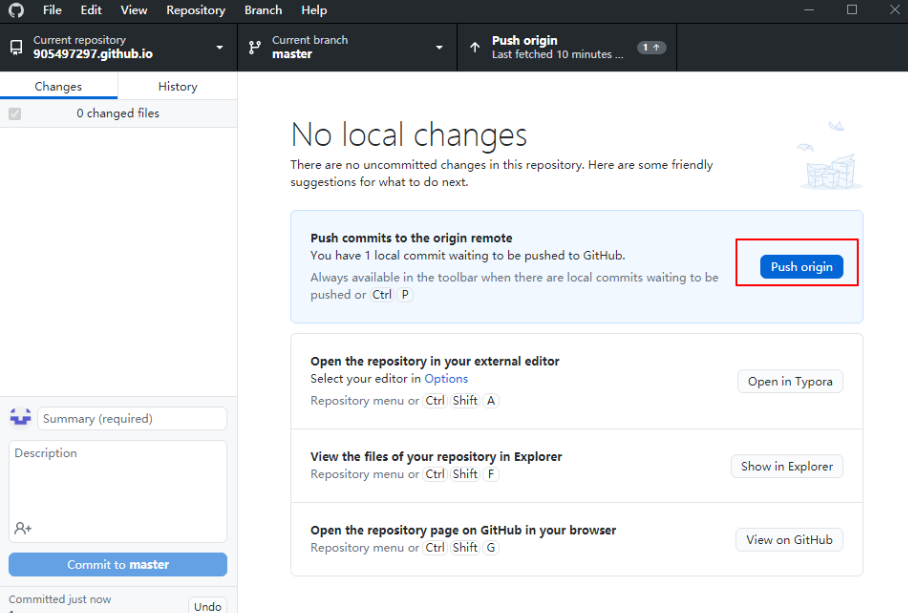 File Edit View Repository Branch Help
Current repository
905497297.github.io
Current branch
master
Push origin
Last fetched 10 minutes ...
1
Changes
History
0 changed files
No local changes
There are no uncommitted changes in this repository. Here are some friendly
suggestions for what to do next.
Push commits to the origin remote
You have 1 local commit waiting to be pushed to GitHub.
Always available in the toolbar when there are local commits waiting to be
pushed or Ctrl P
Push origin
Open the repository in your external editor
Select your editor in Options
Repository menu or Ctrl Shift A
Open in Typora
View the files of your repository in Explorer
Repository menu or Ctrl Shift F
Show in Explorer
Open the repository page on GitHub in your browser
Repository menu or Ctrl Shift G
View on GitHub
Summary (required)
Description
Commit to master
Committed just now
Undo